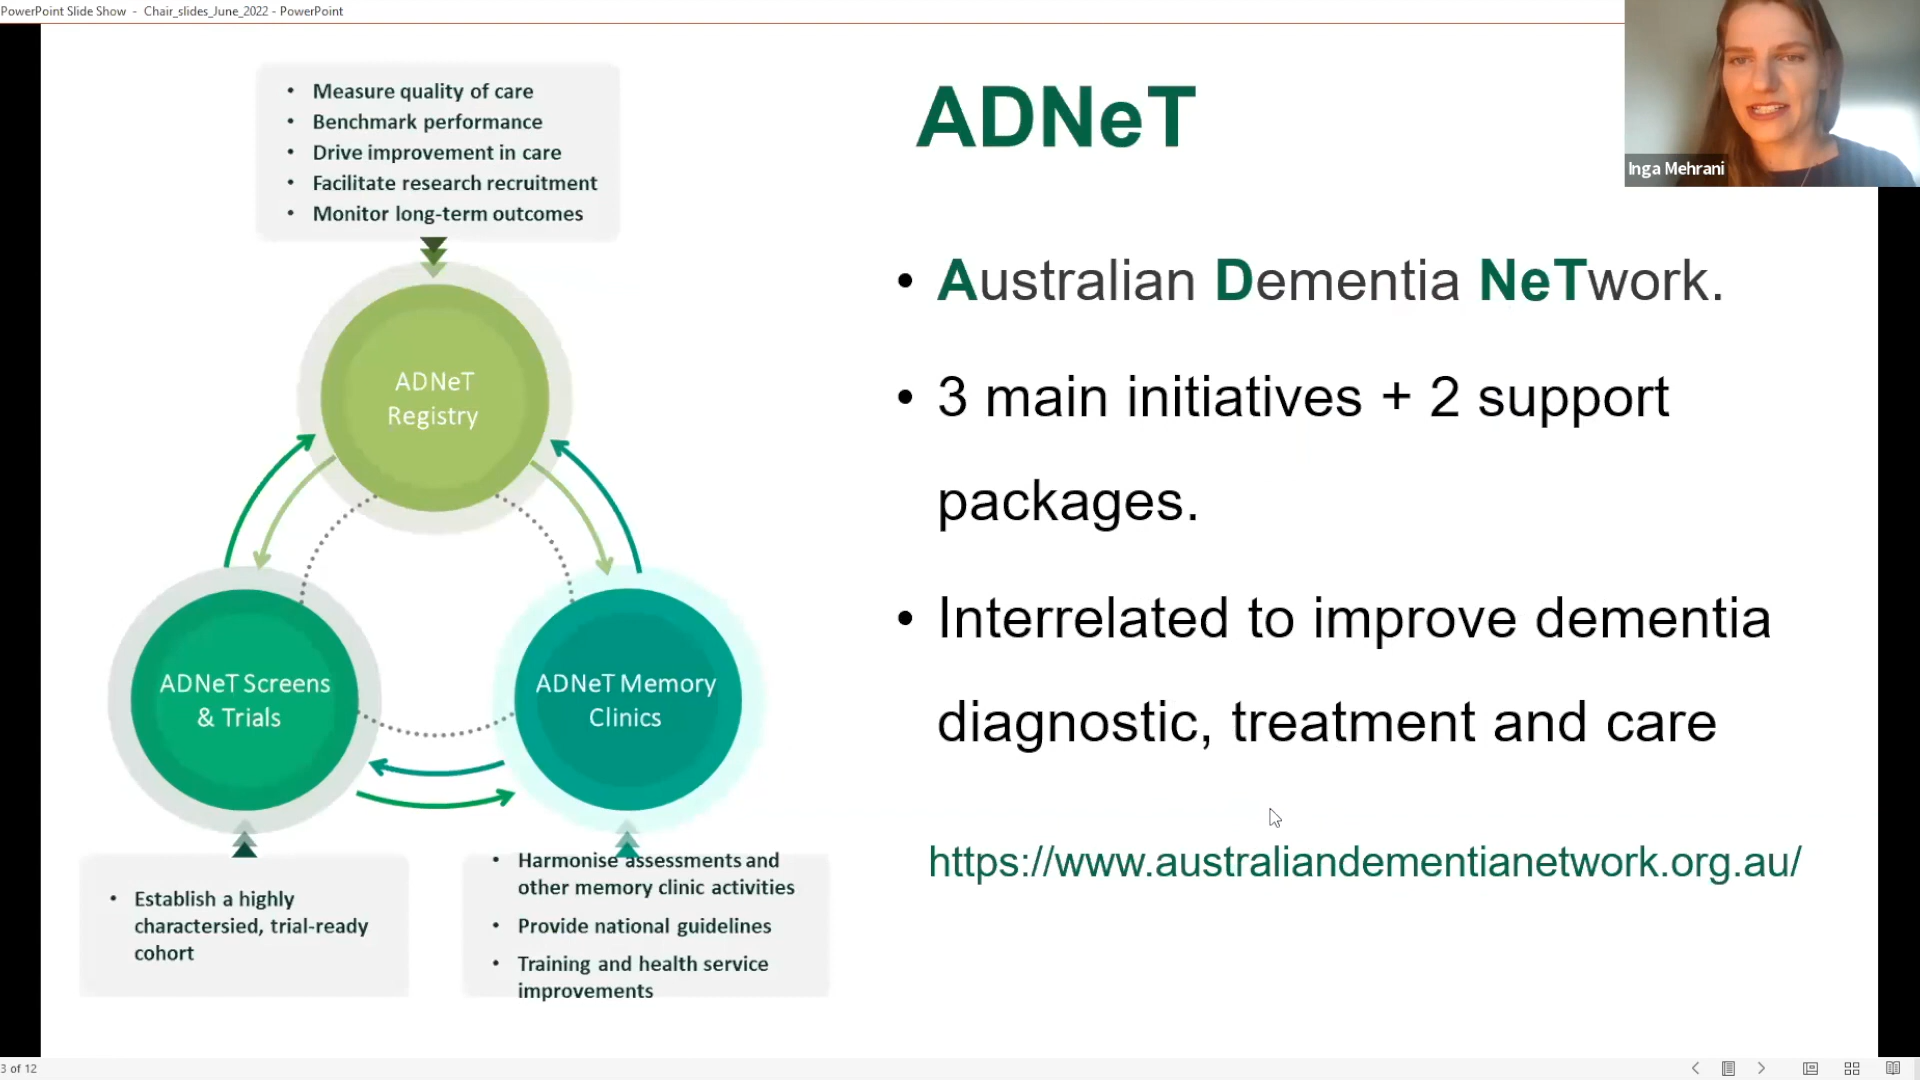 PowerPoint Slide Show - Chair_slides_June_2022 - PowerPoint
• Measure quality of care
• Benchmark performance
• Drive improvement in care
• Facilitate research recruitment
• Monitor long-term outcomes
ADNeT
Registry
ADNeT Screens
& Trials
ADNeT Memory
Clinics
• Establish a highly
charactersied, trial-ready
cohort
• Harmonise assessments and
other memory clinic activities
• Provide national guidelines
• Training and health service
improvements
ADNeT
• Australian Dementia NeTwork.
• 3 main initiatives + 2 support
packages.
• Interrelated to improve dementia
diagnostic, treatment and care
https://www.australiandementianetwork.org.au/
Inga Mehrani
3 of 12